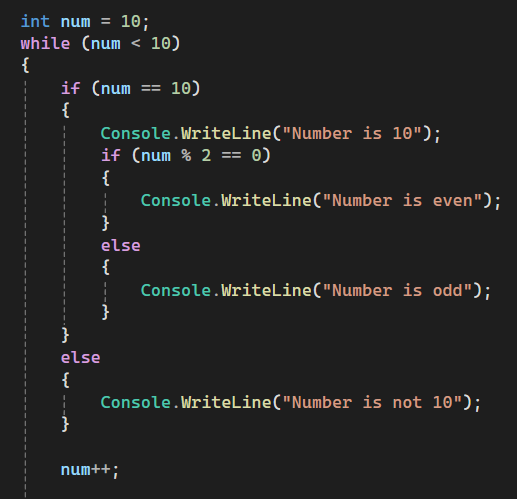 int num = 10;
while (num < 10)
{
if (num == 10)
{
Console.WriteLine("Number is 10");
if (num % 2 == 0)
{
Console.WriteLine("Number is even");
}
else
{
Console.WriteLine("Number is odd");
}
}
else
{
Console.WriteLine("Number is not 10");
}
num++;